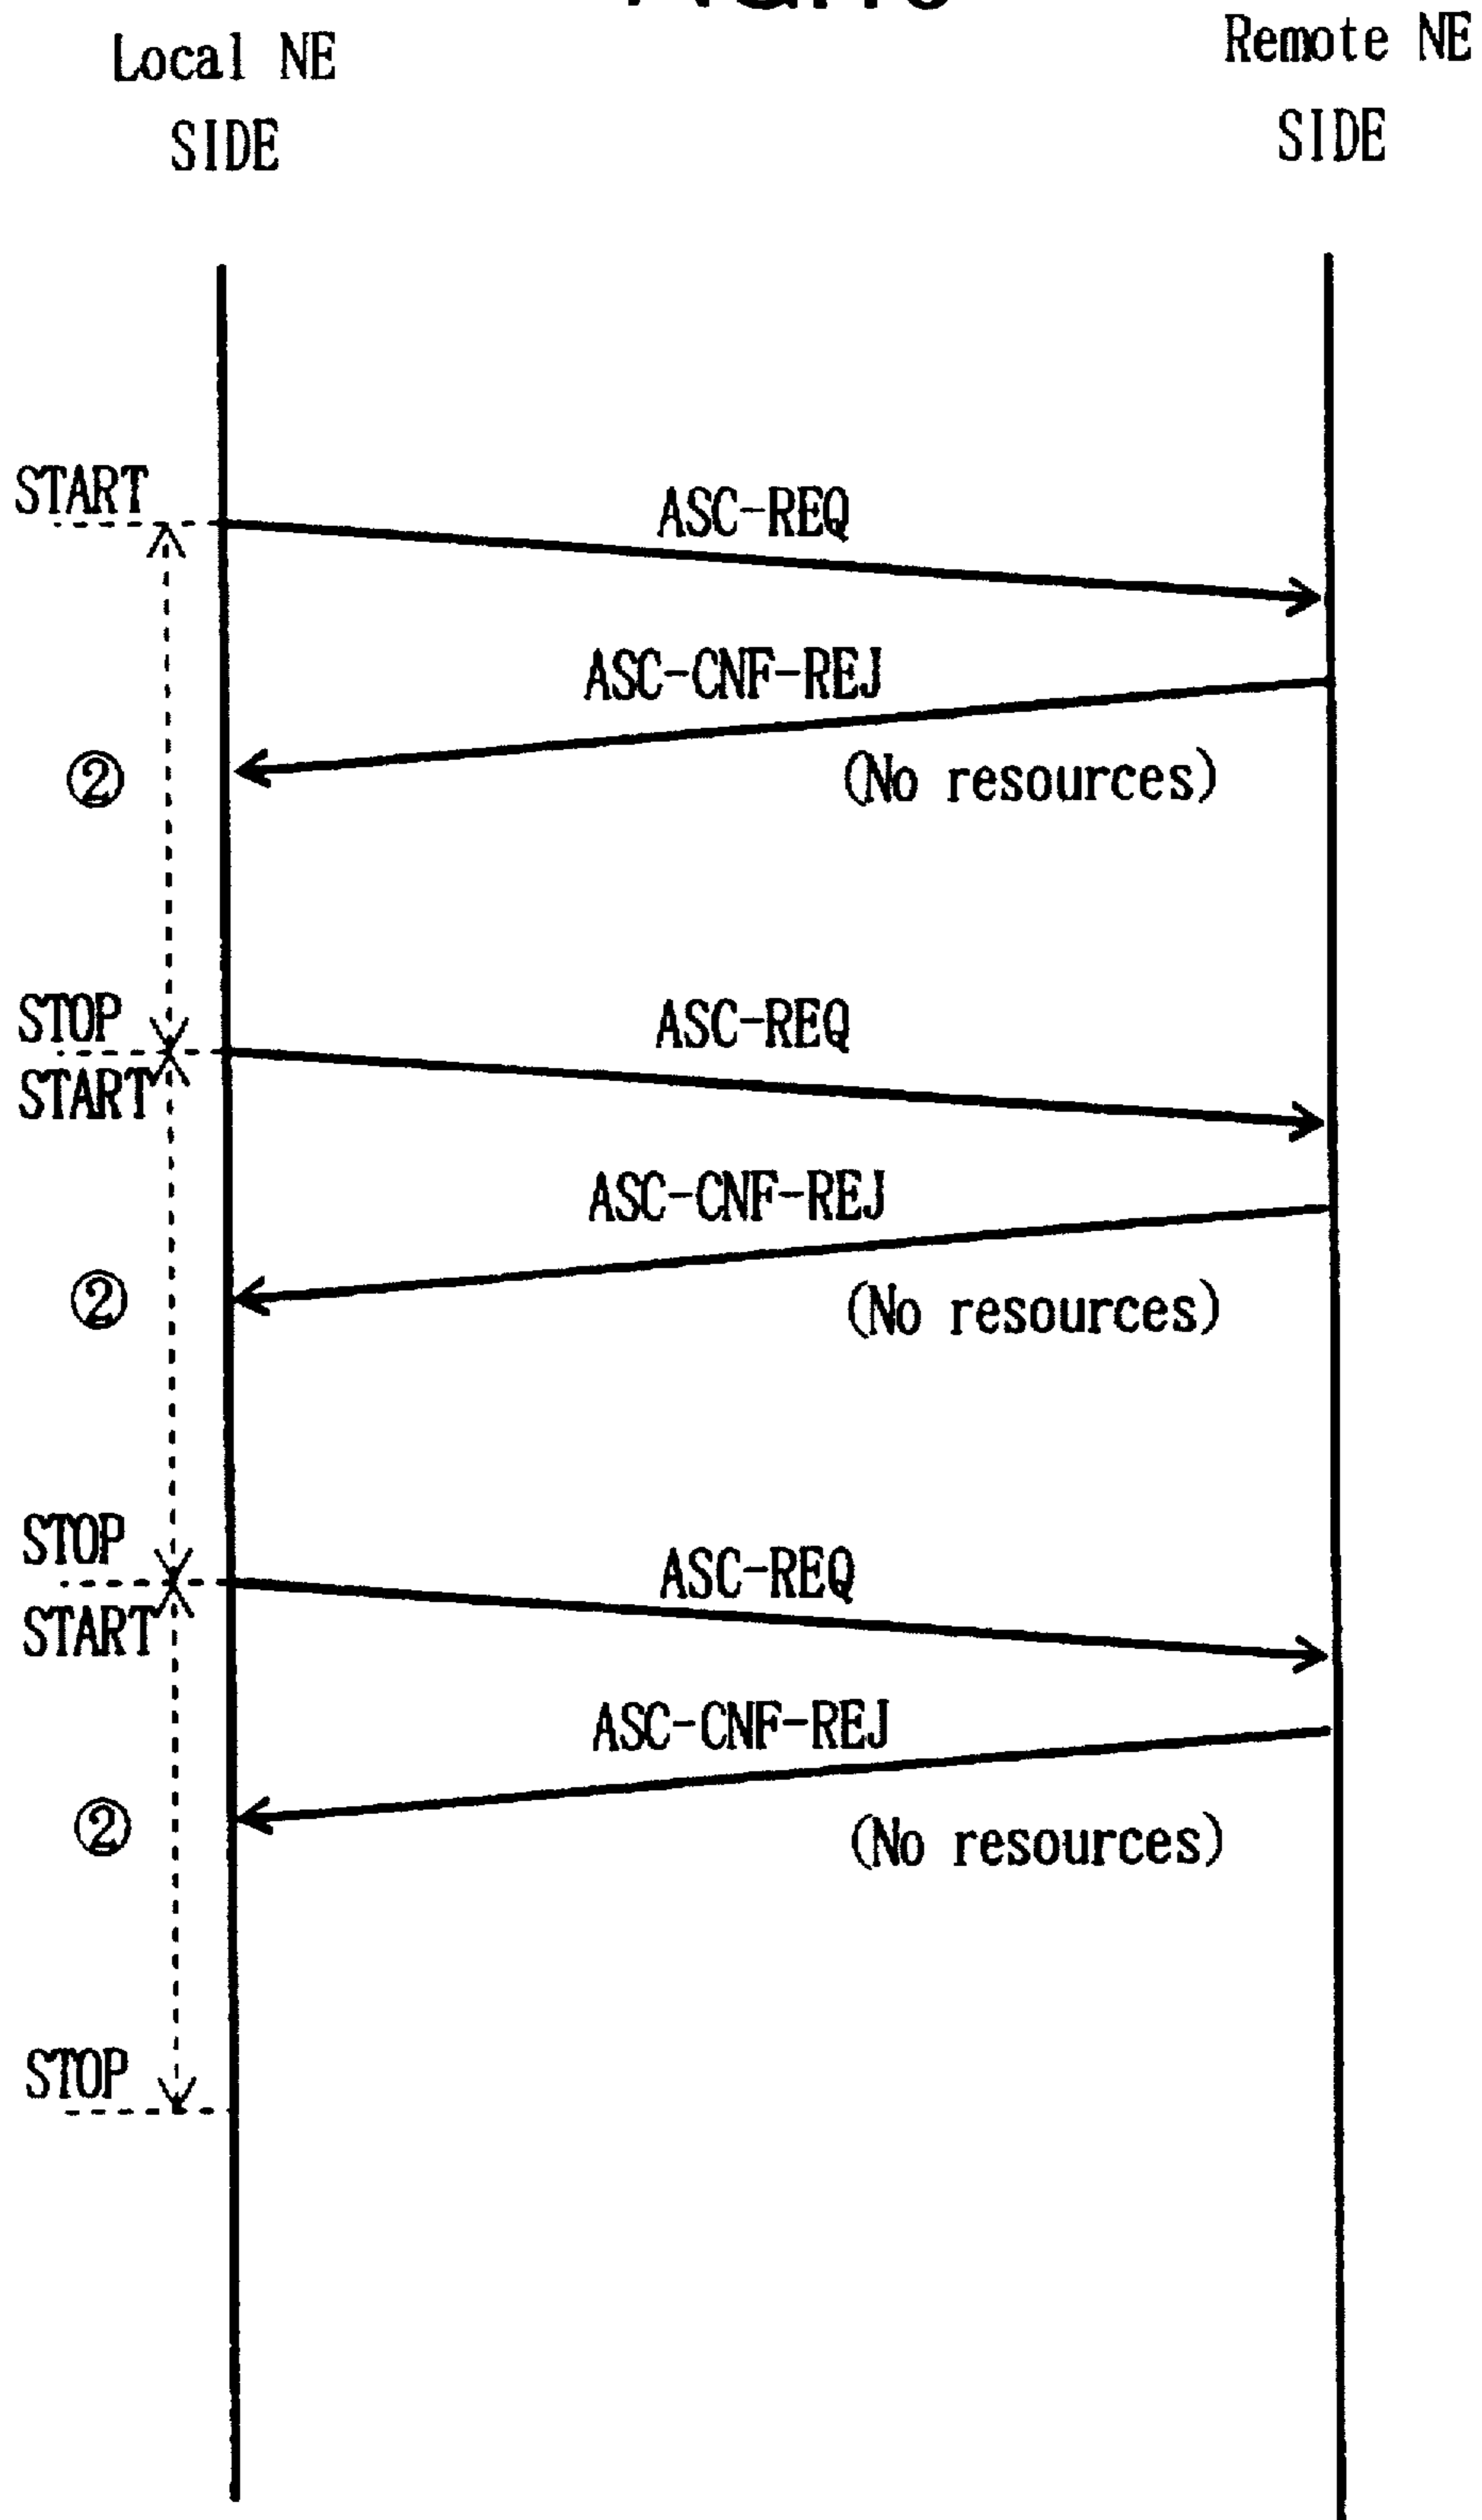 Local NE
SIDE
Remote NE
SIDE
START
ASC-REQ
ASC-CNF-REJ
②
(No resources)
STOP
START
ASC-REQ
ASC-CNF-REJ
②
(No resources)
STOP
START
ASC-REQ
ASC-CNF-REJ
②
(No resources)
STOP